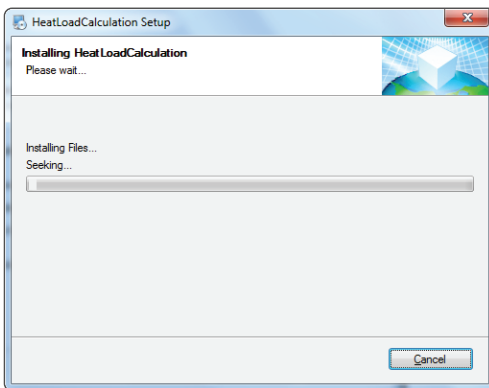 HeatLoadCalculation Setup
Installing HeatLoadCalculation
Please wait...
Installing Files...
Seeking...
Cancel